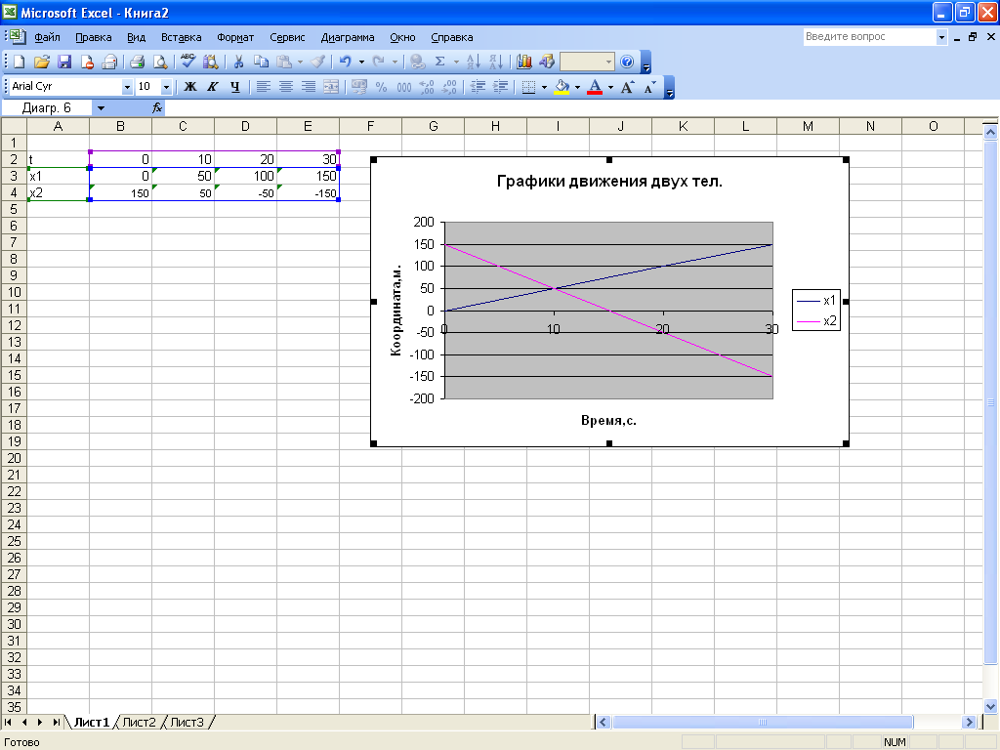 Microsoft Excel - Книга2
Файл Правка Вид Вставка Формат Сервис Диаграмма Окно Справка Введите вопрос
Arial Cyr 10 Ж К Ч % 000
Диагр. 6 fx
A B C D E F G H I J K L M N O
1
2 t 0 10 20 30
3 x1 0 50 100 150
4 x2 150 50 -50 -150
5
6
7
8
9
10
11
12
13
14
15
16
17
18
19
20
21
22
23
24
25
26
27
28
29
30
31
32
33
34
35
Графики движения двух тел.
Координата,м.
200
150
100
50
0
-50
-100
-150
-200
0 10 20 30
Время,с.
x1
x2
Лист1 Лист2 Лист3
Готово NUM